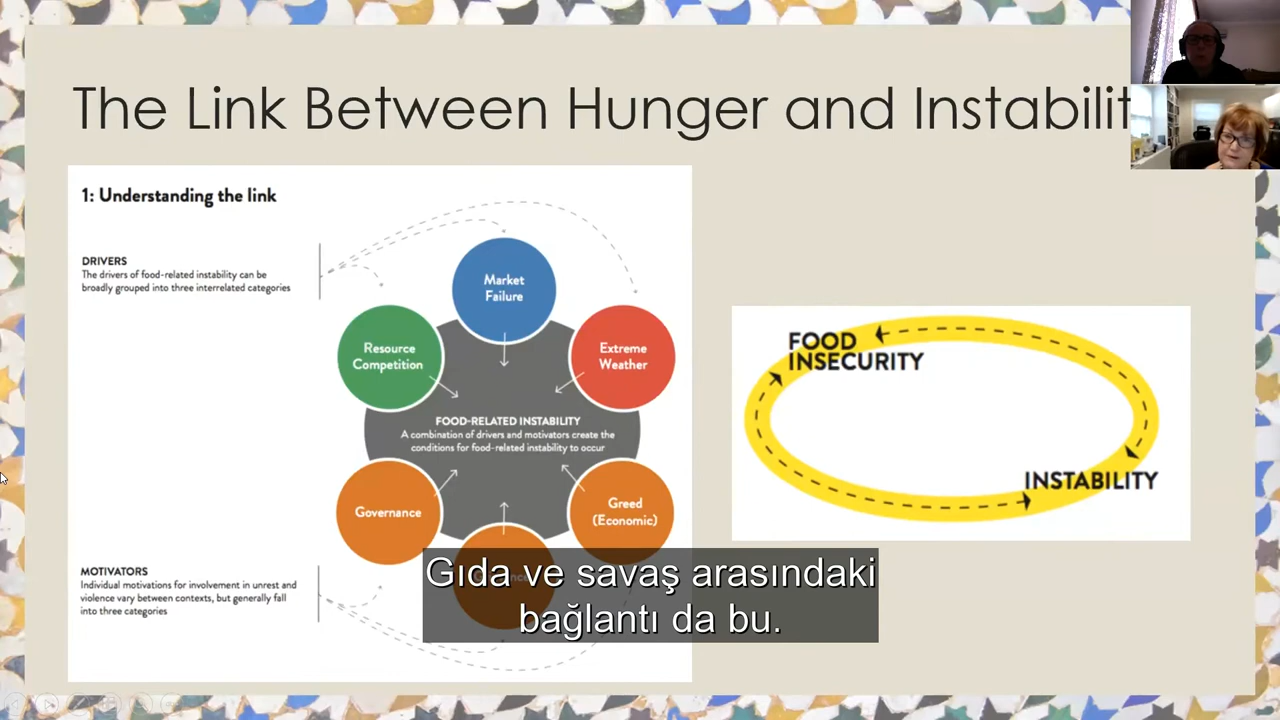 The Link Between Hunger and Instabilit
1: Understanding the link
DRIVERS
The drivers of food-related instability can be
broadly grouped into three interrelated categories
Market
Failure
Resource
Competition
Extreme
Weather
FOOD-RELATED INSTABILITY
A combination of drivers and motivators create the
conditions for food-related instability to occur
Governance
Greed
(Economic)
MOTIVATORS
Individual motivations for involvement in unrest and
violence vary between contexts, but generally fall
into three categories
FOOD
INSECURITY
INSTABILITY
Gıda ve savaş arasındaki
bağlantı da bu.